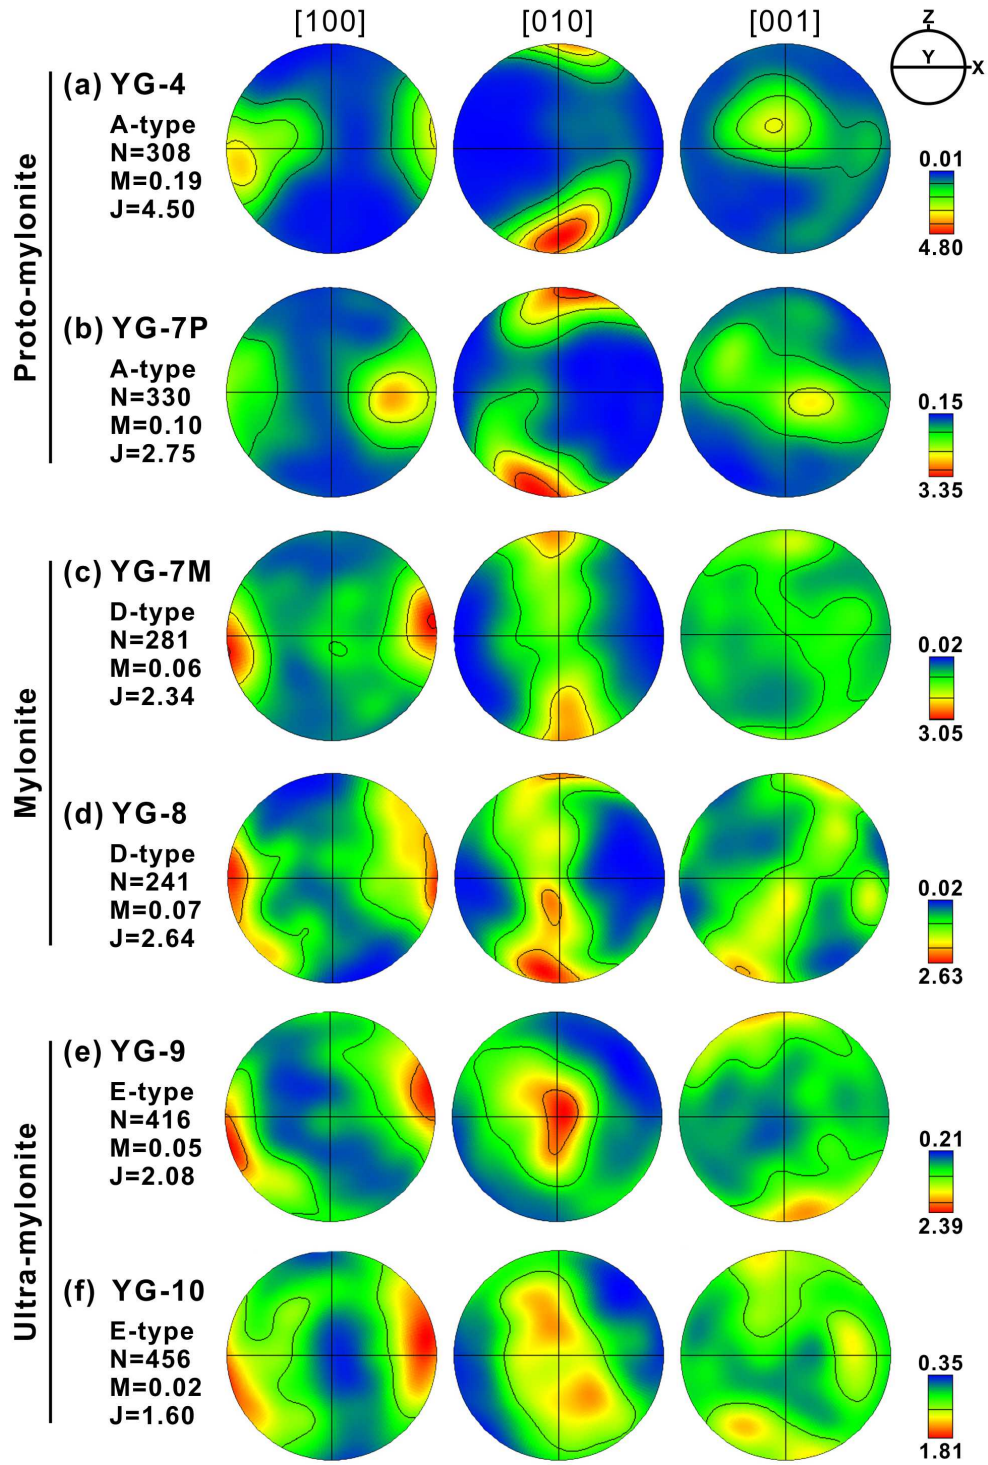 [100] [010] [001]
Z
Y
X
Proto-mylonite
(a) YG-4
A-type
N=308
M=0.19
J=4.50
0.01
4.80
(b) YG-7P
A-type
N=330
M=0.10
J=2.75
0.15
3.35
Mylonite
(c) YG-7M
D-type
N=281
M=0.06
J=2.34
0.02
3.05
(d) YG-8
D-type
N=241
M=0.07
J=2.64
0.02
2.63
Ultra-mylonite
(e) YG-9
E-type
N=416
M=0.05
J=2.08
0.21
2.39
(f) YG-10
E-type
N=456
M=0.02
J=1.60
0.35
1.81